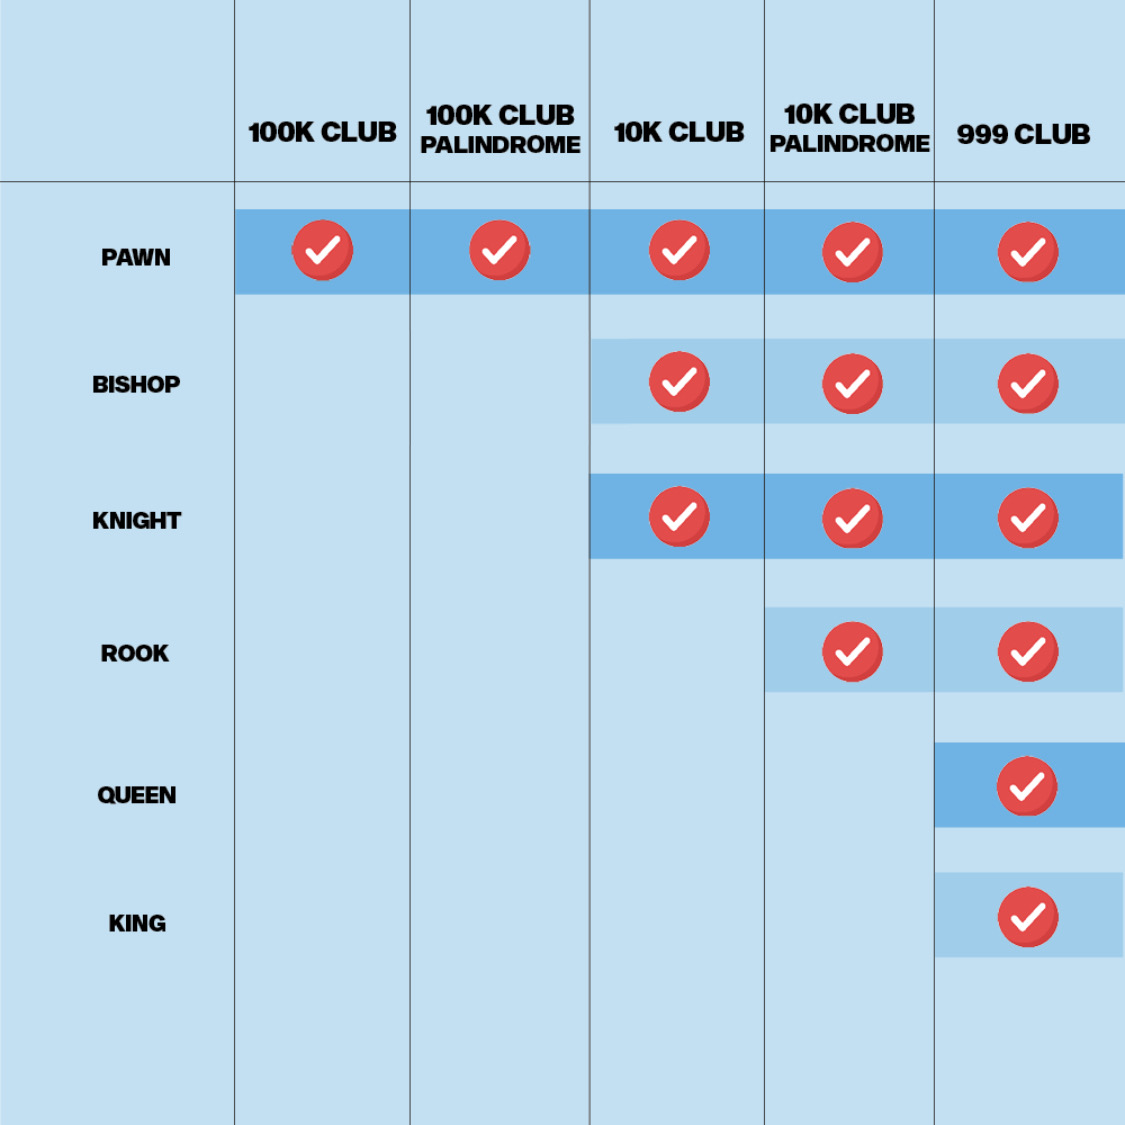 100K CLUB
100K CLUB
PALINDROME
10K CLUB
10K CLUB
PALINDROME
999 CLUB
PAWN
BISHOP
KNIGHT
ROOK
QUEEN
KING